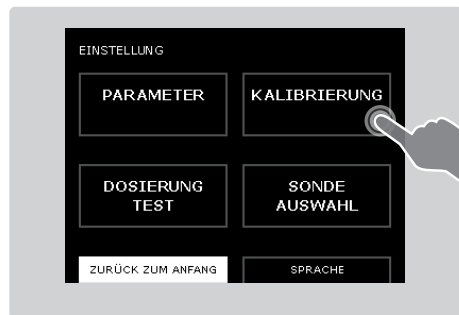 EINSTELLUNG
PARAMETER
KALIBRIERUNG
DOSIERUNG
TEST
SONDE
AUSWAHL
ZURÜCK ZUM ANFANG
SPRACHE